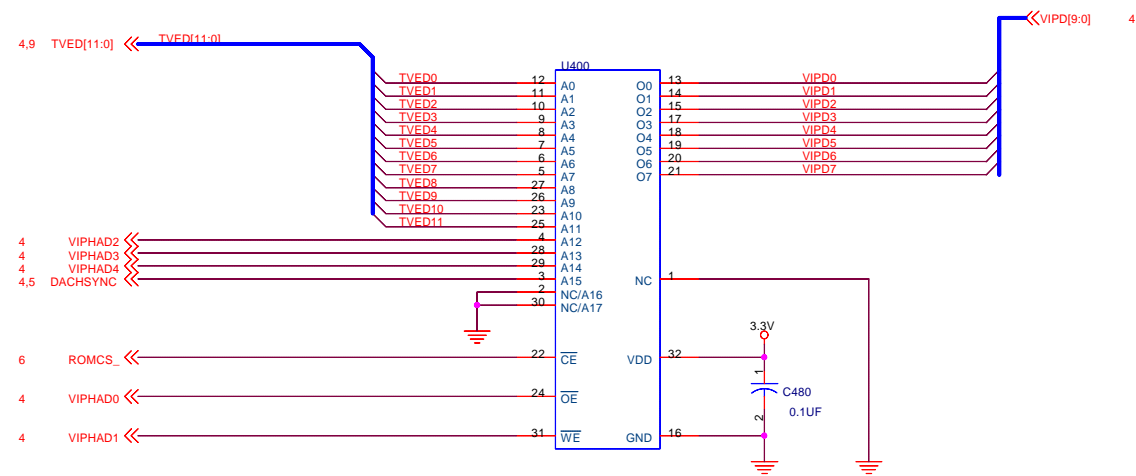 VIPD[9:0] 4
4,9 TVED[11:0] TVED[11:0]
U400
TVED0 12 A0 O0 13 VIPD0
TVED1 11 A1 O1 14 VIPD1
TVED2 10 A2 O2 15 VIPD2
TVED3 9 A3 O3 17 VIPD3
TVED4 8 A4 O4 18 VIPD4
TVED5 7 A5 O5 19 VIPD5
TVED6 6 A6 O6 20 VIPD6
TVED7 5 A7 O7 21 VIPD7
TVED8 27 A8
TVED9 26 A9
TVED10 23 A10
TVED11 25 A11
4 VIPHAD2 4 A12
4 VIPHAD3 28 A13
4 VIPHAD4 29 A14
4,5 DACHSYNC 3 A15 NC 1
2 NC/A16
30 NC/A17
3.3V
6 ROMCS_ 22 CE VDD 32
1
C480
4 VIPHAD0 24 OE
0.1UF
2
4 VIPHAD1 31 WE GND 16